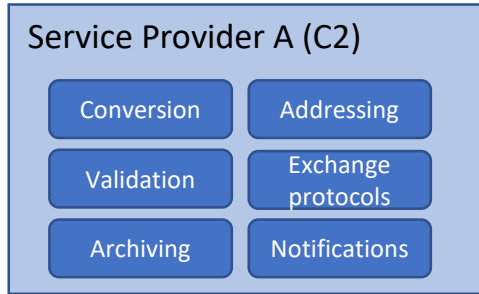 Service Provider A (C2)
Conversion
Addressing
Validation
Exchange
protocols
Archiving
Notifications